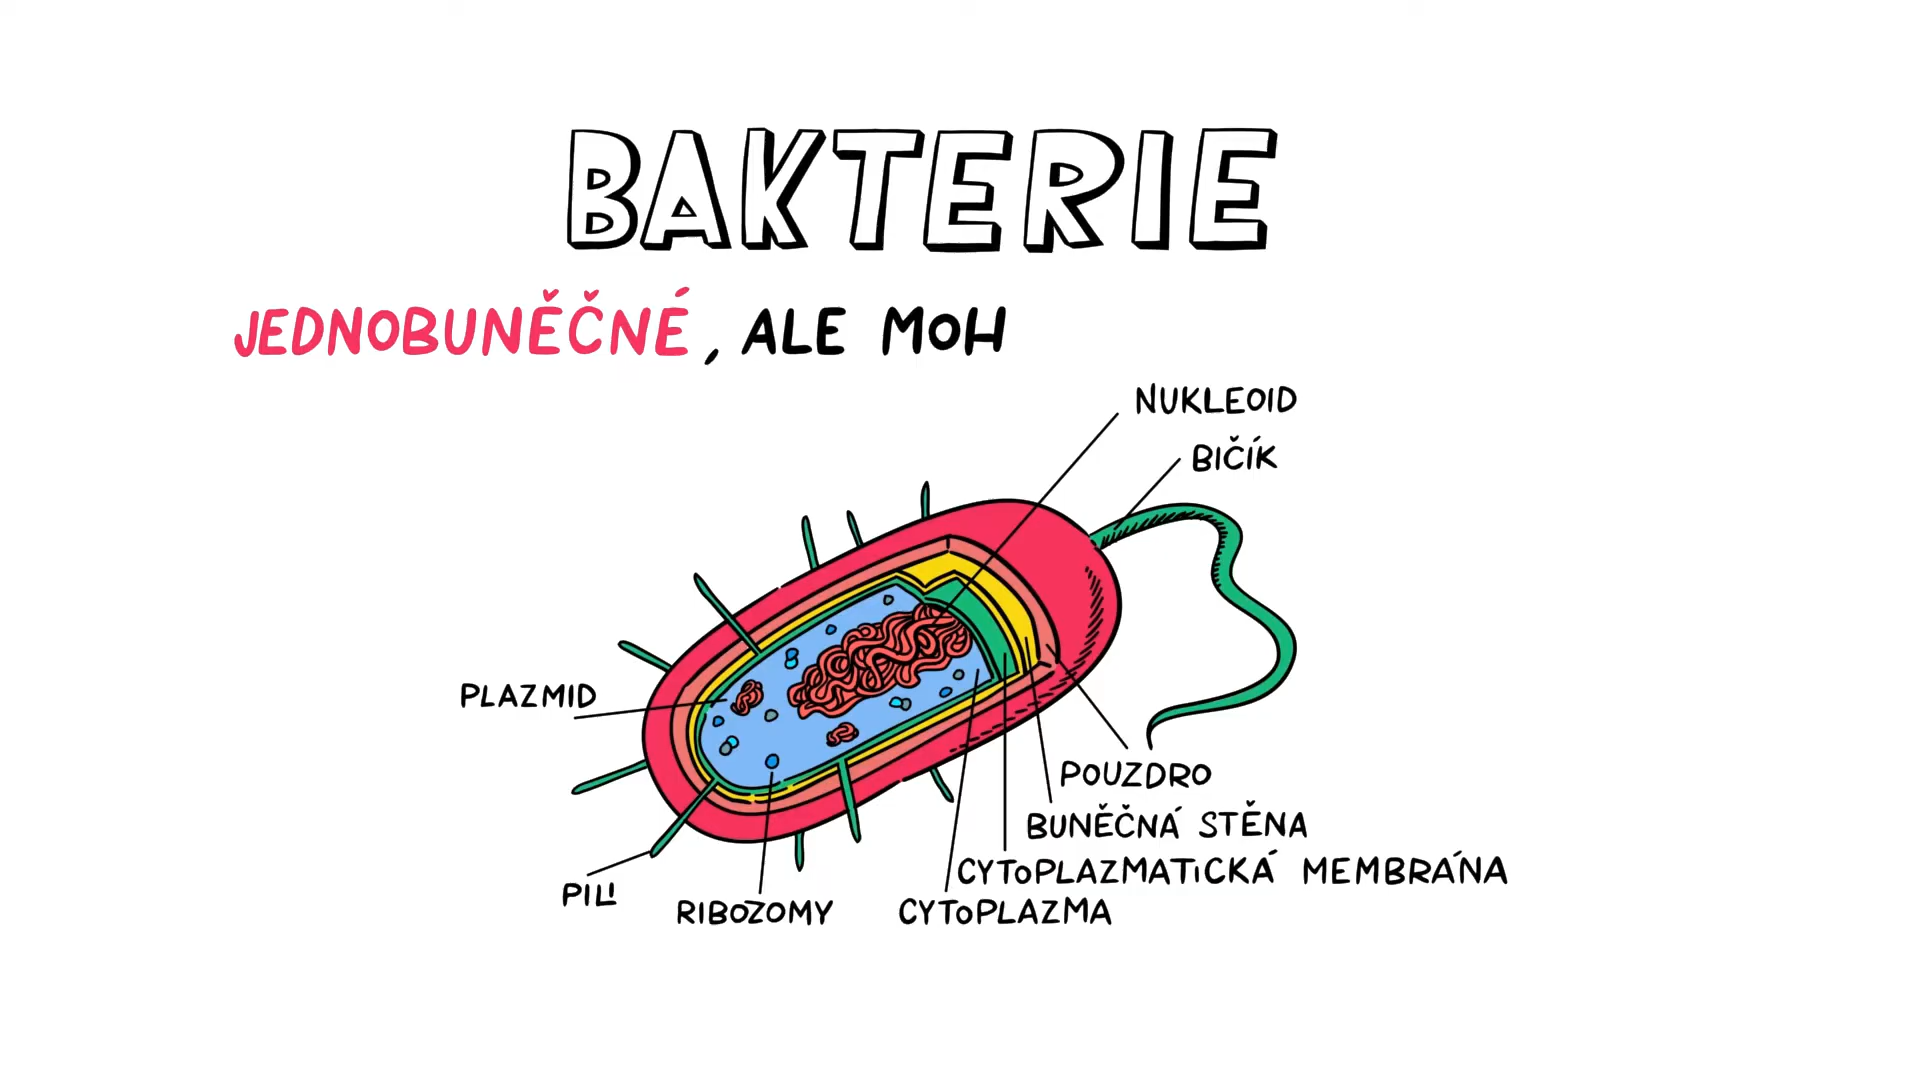 BAKTERIE
JEDNOBUNĚČNÉ, ALE MOH
NUKLEOID
BIČÍK
PLAZMID
POUZDRO
BUNĚČNÁ STĚNA
CYTOPLAZMATICKÁ MEMBRÁNA
PILI
RIBOZOMY
CYTOPLAZMA